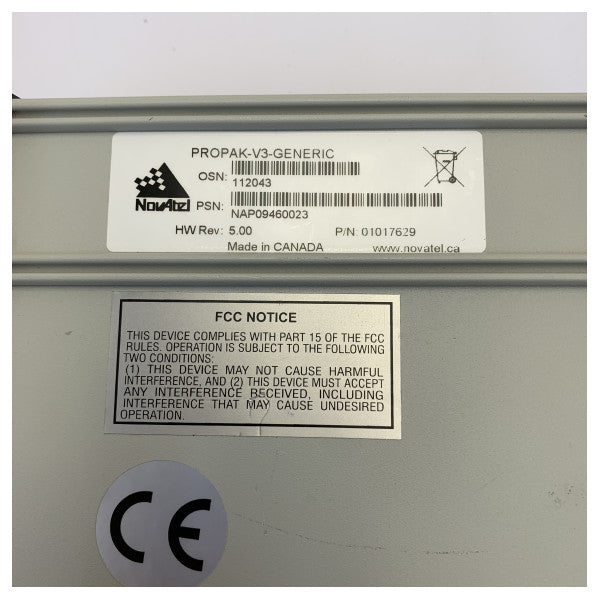 PROPAK-V3-GENERIC
OSN: 112043
NovAtel
PSN: NAP09460023
HW Rev: 5.00 P/N: 01017629
Made in CANADA www.novatel.ca
FCC NOTICE
THIS DEVICE COMPLIES WITH PART 15 OF THE FCC
RULES. OPERATION IS SUBJECT TO THE FOLLOWING
TWO CONDITIONS:
(1) THIS DEVICE MAY NOT CAUSE HARMFUL
INTERFERENCE, AND (2) THIS DEVICE MUST ACCEPT
ANY INTERFERENCE RECEIVED, INCLUDING
INTERFERENCE THAT MAY CAUSE UNDESIRED
OPERATION.
CE